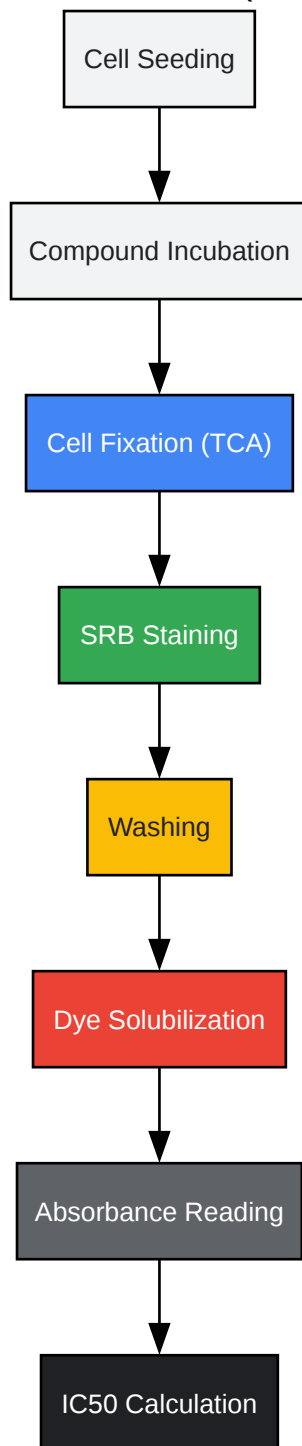 Cell Seeding
Compound Incubation
Cell Fixation (TCA)
SRB Staining
Washing
Dye Solubilization
Absorbance Reading
IC50 Calculation